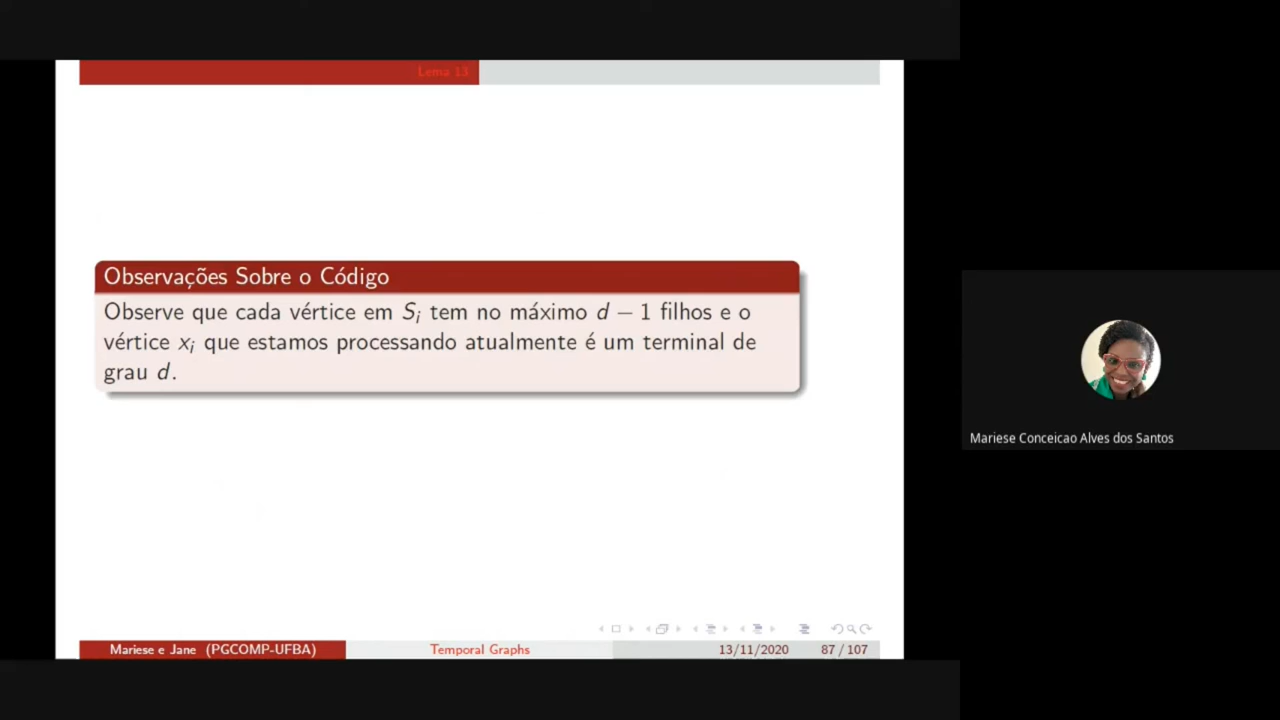 Lema 13
Observações Sobre o Código
Observe que cada vértice em Sᵢ tem no máximo d − 1 filhos e o
vértice xᵢ que estamos processando atualmente é um terminal de
grau d.
Mariese Conceicao Alves dos Santos
Mariese e Jane (PGCOMP-UFBA) Temporal Graphs 13/11/2020 87 / 107